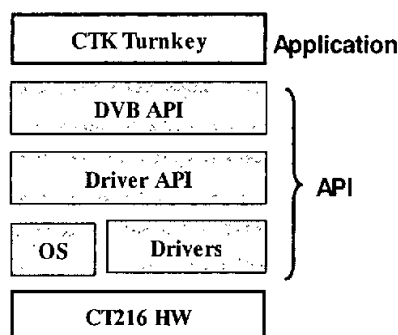 CTK Turnkey Application
DVB API
Driver API
API
OS Drivers
CT216 HW